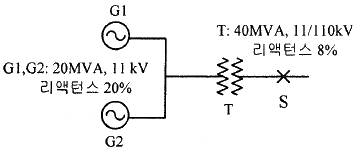 G1
T: 40MVA, 11/110kV
리액턴스 8%
G1,G2: 20MVA, 11 kV
리액턴스 20%
T
S
G2